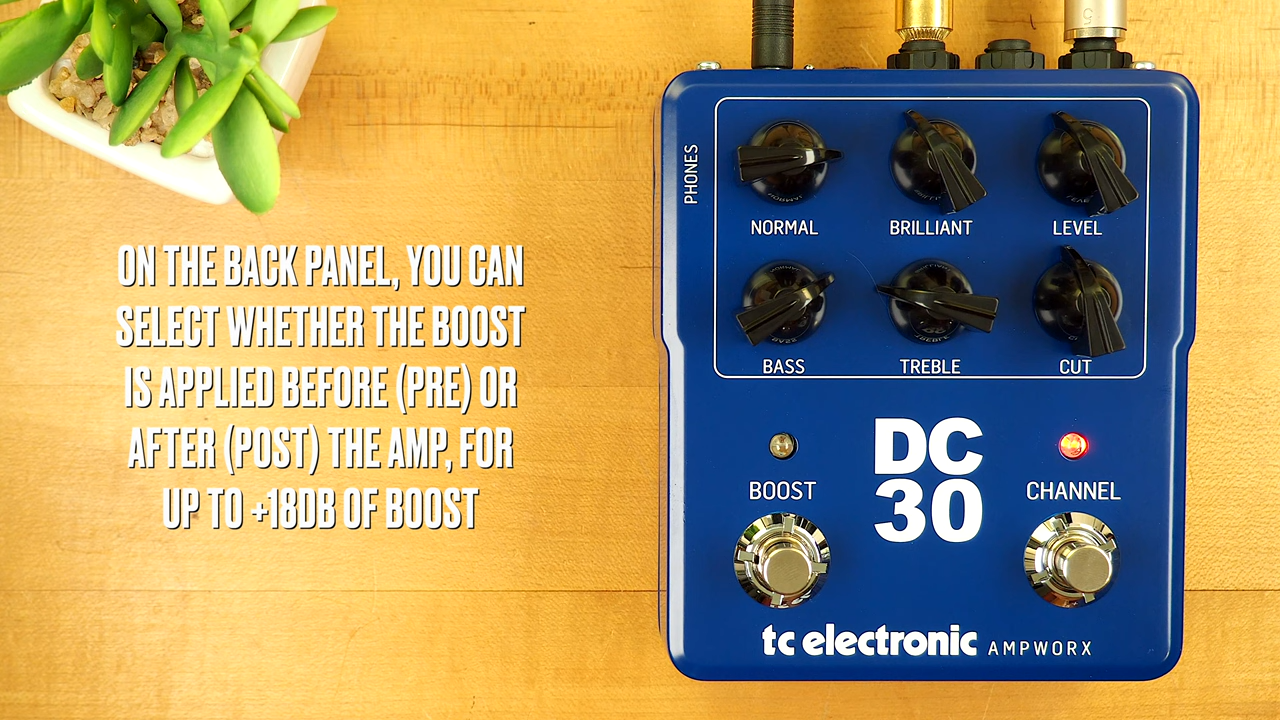 ON THE BACK PANEL, YOU CAN
SELECT WHETHER THE BOOST
IS APPLIED BEFORE (PRE) OR
AFTER (POST) THE AMP, FOR
UP TO +18DB OF BOOST
PHONES
NORMAL BRILLIANT LEVEL
BASS TREBLE CUT
DC
30
BOOST CHANNEL
tc electronic AMPWORX